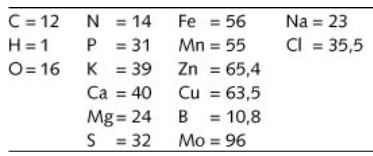 C = 12 N = 14 Fe = 56 Na = 23
H = 1 P = 31 Mn = 55 Cl = 35,5
O = 16 K = 39 Zn = 65,4
Ca = 40 Cu = 63,5
Mg = 24 B = 10,8
S = 32 Mo = 96